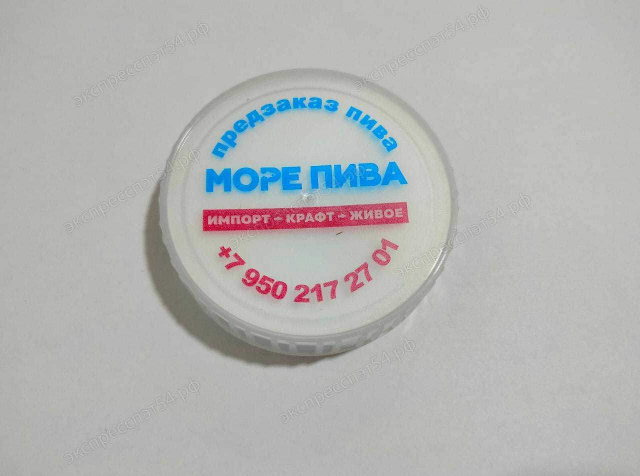 предзаказ пива
МОРЕ ПИВА
ИМПОРТ – КРАФТ – ЖИВОЕ
+7 950 217 27 01